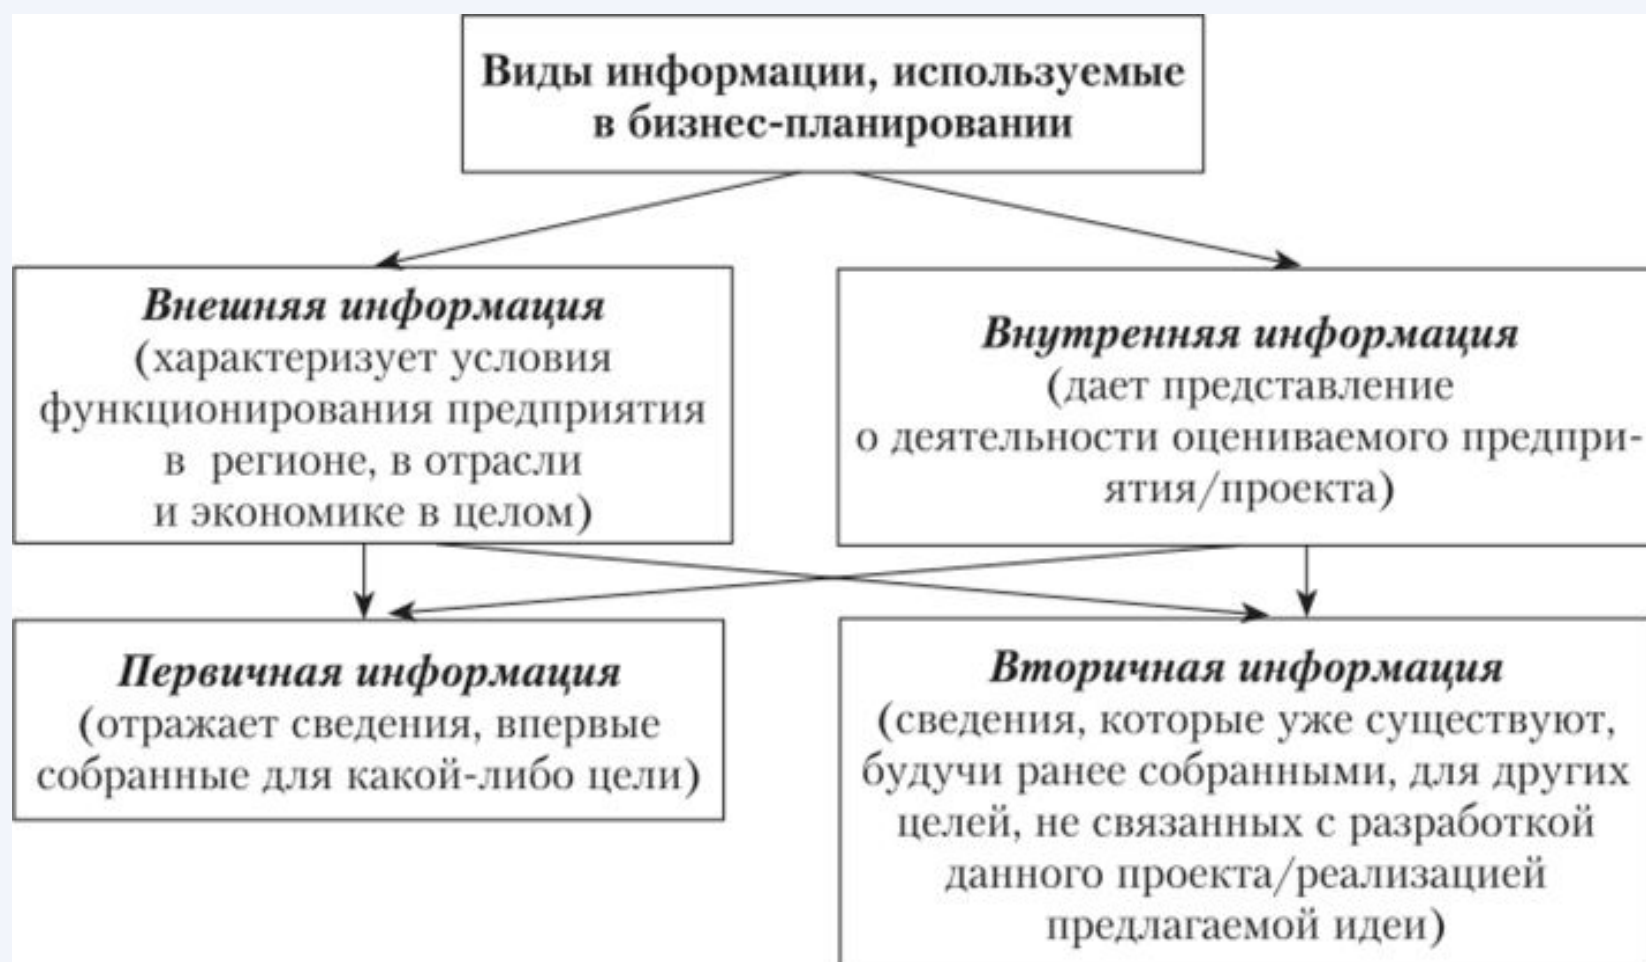 Виды информации, используемые
в бизнес-планировании
Внешняя информация
(характеризует условия
функционирования предприятия
в регионе, в отрасли
и экономике в целом)
Внутренняя информация
(дает представление
о деятельности оцениваемого предпри-
ятия/проекта)
Первичная информация
(отражает сведения, впервые
собранные для какой-либо цели)
Вторичная информация
(сведения, которые уже существуют,
будучи ранее собранными, для других
целей, не связанных с разработкой
данного проекта/реализацией
предлагаемой идеи)